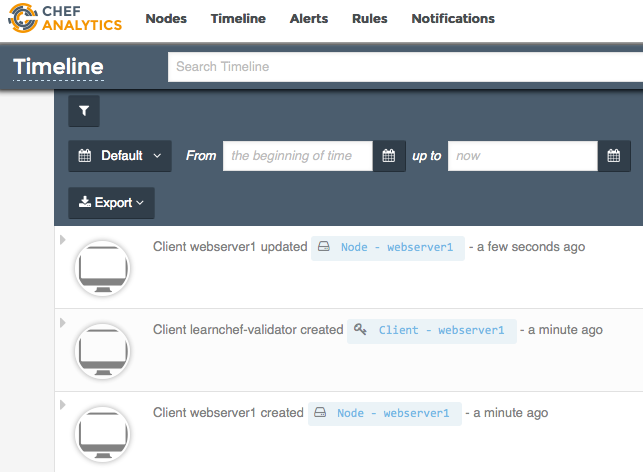 CHEF
ANALYTICS
Nodes Timeline Alerts Rules Notifications
Timeline Search Timeline
Default From the beginning of time up to now
Export
Client webserver1 updated Node - webserver1 - a few seconds ago
Client learnchef-validator created Client - webserver1 - a minute ago
Client webserver1 created Node - webserver1 - a minute ago